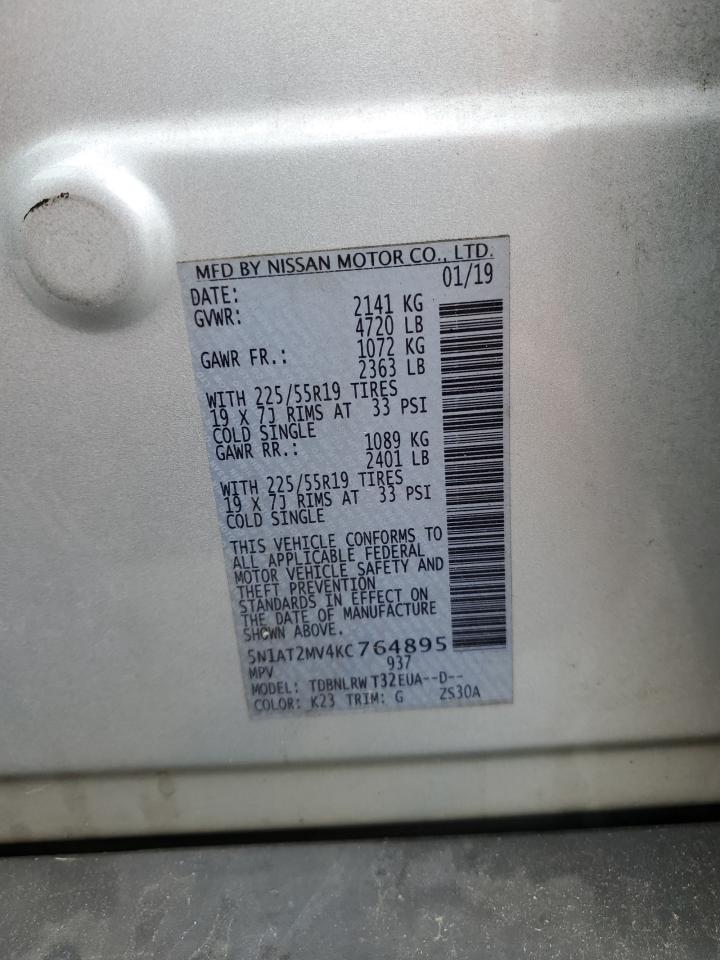 MFD BY NISSAN MOTOR CO., LTD.
DATE: 01/19
GVWR: 2141 KG
4720 LB
GAWR FR.: 1072 KG
2363 LB
WITH 225/55R19 TIRES
19 X 7J RIMS AT 33 PSI
COLD SINGLE
GAWR RR.: 1089 KG
2401 LB
WITH 225/55R19 TIRES
19 X 7J RIMS AT 33 PSI
COLD SINGLE
THIS VEHICLE CONFORMS TO
ALL APPLICABLE FEDERAL
MOTOR VEHICLE SAFETY AND
THEFT PREVENTION
STANDARDS IN EFFECT ON
THE DATE OF MANUFACTURE
SHOWN ABOVE.
5N1AT2MV4KC764895
MPV 937
MODEL: TDBNLRW T32EUA--D--
COLOR: K23 TRIM: G ZS30A